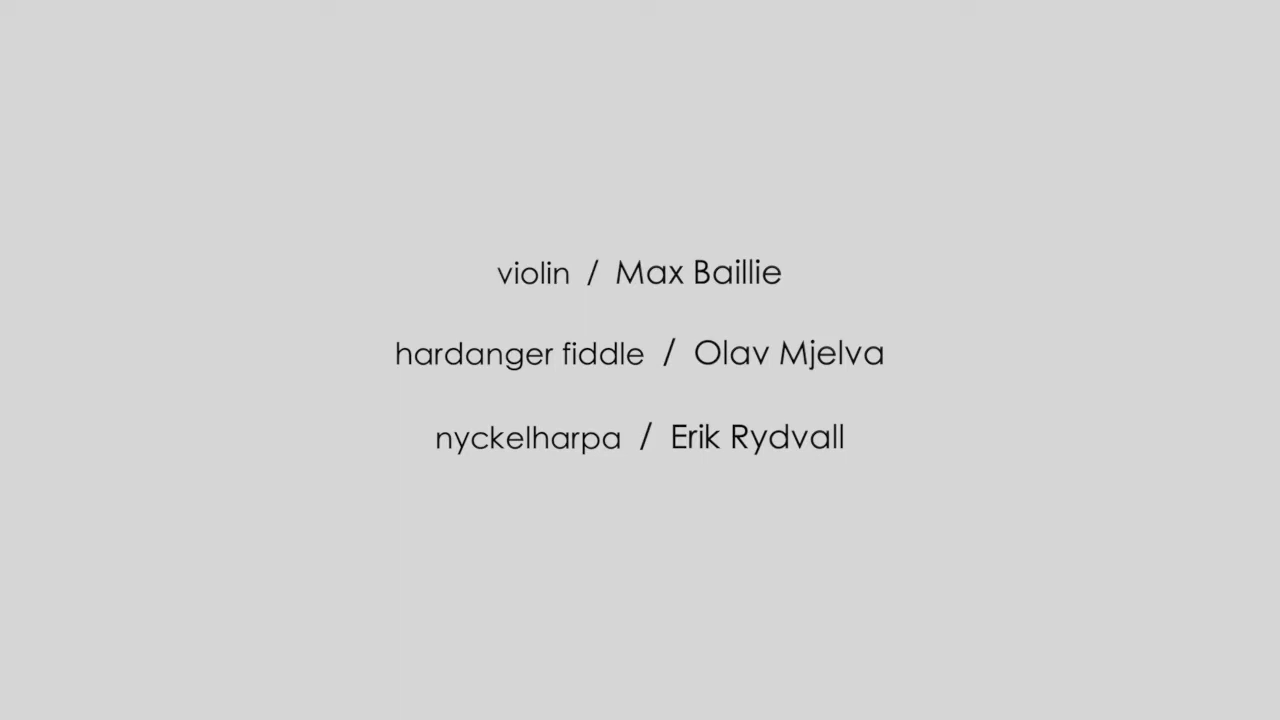 violin / Max Baillie
hardanger fiddle / Olav Mjelva
nyckelharpa / Erik Rydvall